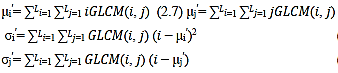 μi'= ∑Li=1 ∑Lj=1 iGLCM(i, j) (2.7) μj'= ∑Li=1 ∑Lj=1 jGLCM(i, j)
σi'= ∑Li=1 ∑Lj=1 GLCM(i, j) (i − μi')²
σj'= ∑Li=1 ∑Lj=1 GLCM(i, j) (i − μj')